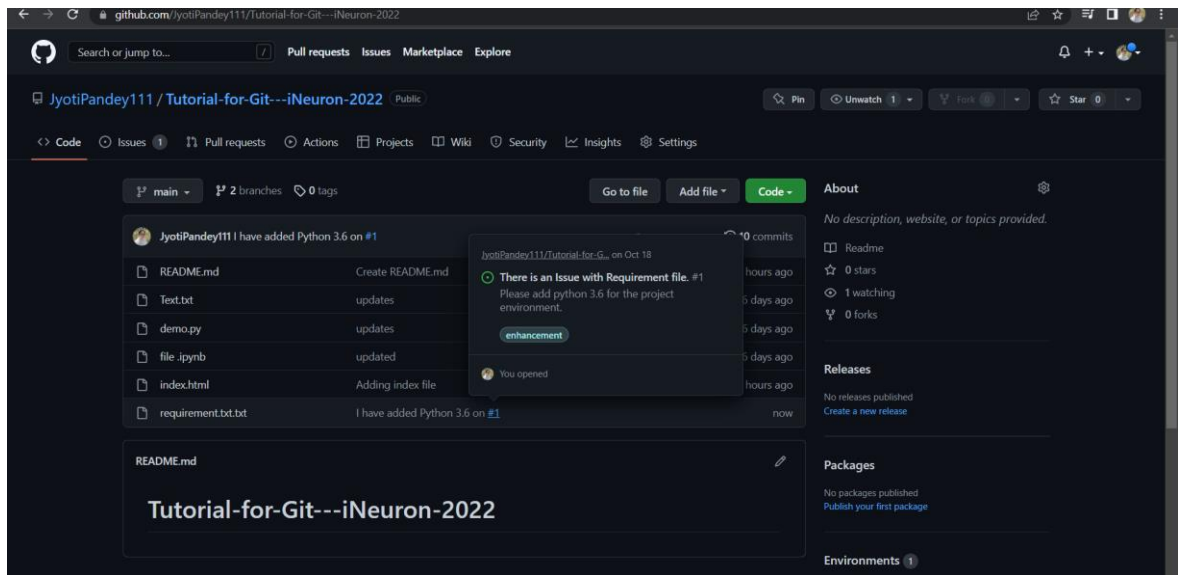 github.com/JyotiPandey111/Tutorial-for-Git---iNeuron-2022
Search or jump to... / Pull requests Issues Marketplace Explore
JyotiPandey111 / Tutorial-for-Git---iNeuron-2022 Public
Pin Unwatch 1 Fork 0 Star 0
Code Issues 1 Pull requests Actions Projects Wiki Security Insights Settings
main 2 branches 0 tags Go to file Add file Code
JyotiPandey111 I have added Python 3.6 on #1 10 commits
README.md Create README.md hours ago
Text.txt updates days ago
demo.py updates days ago
file .ipynb updated days ago
index.html Adding index file hours ago
requirement.txt.txt I have added Python 3.6 on #1 now
JyotiPandey111/Tutorial-for-G... on Oct 18
There is an Issue with Requirement file. #1
Please add python 3.6 for the project
environment.
enhancement
You opened
README.md
Tutorial-for-Git---iNeuron-2022
About
No description, website, or topics provided.
Readme
0 stars
1 watching
0 forks
Releases
No releases published
Create a new release
Packages
No packages published
Publish your first package
Environments 1